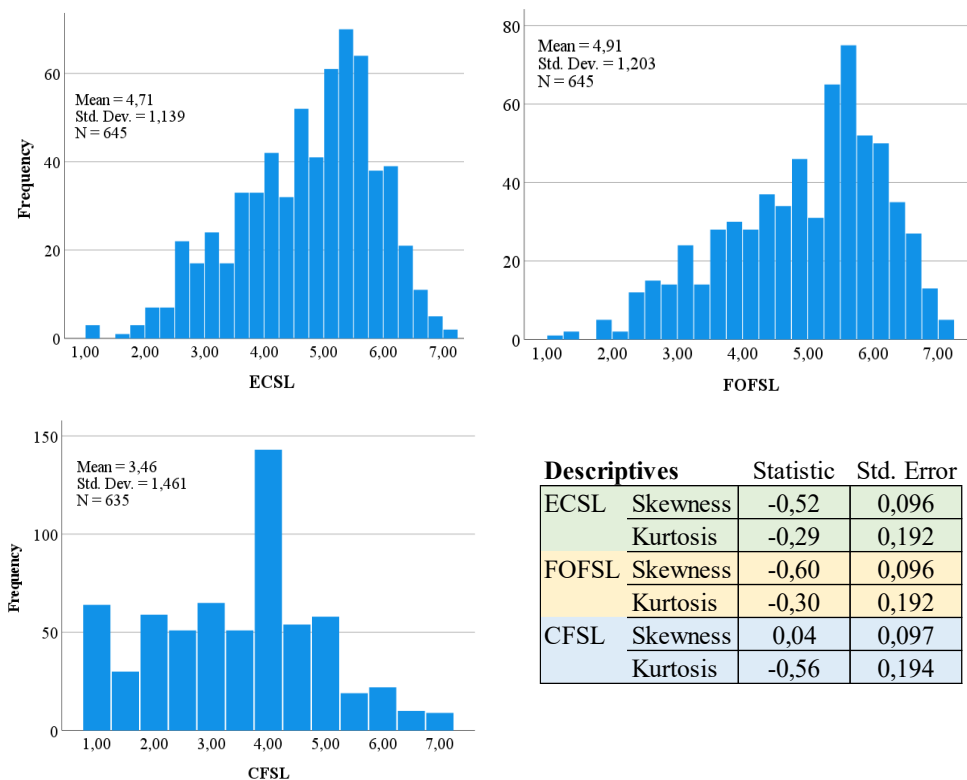 Mean = 4,71
Std. Dev. = 1,139
N = 645
Frequency
60
40
20
0
1,00 2,00 3,00 4,00 5,00 6,00 7,00
ECSL
Mean = 4,91
Std. Dev. = 1,203
N = 645
80
60
40
20
0
1,00 2,00 3,00 4,00 5,00 6,00 7,00
FOFSL
Mean = 3,46
Std. Dev. = 1,461
N = 635
Frequency
150
100
50
0
1,00 2,00 3,00 4,00 5,00 6,00 7,00
CFSL
Descriptives Statistic Std. Error
ECSL Skewness -0,52 0,096
Kurtosis -0,29 0,192
FOFSL Skewness -0,60 0,096
Kurtosis -0,30 0,192
CFSL Skewness 0,04 0,097
Kurtosis -0,56 0,194